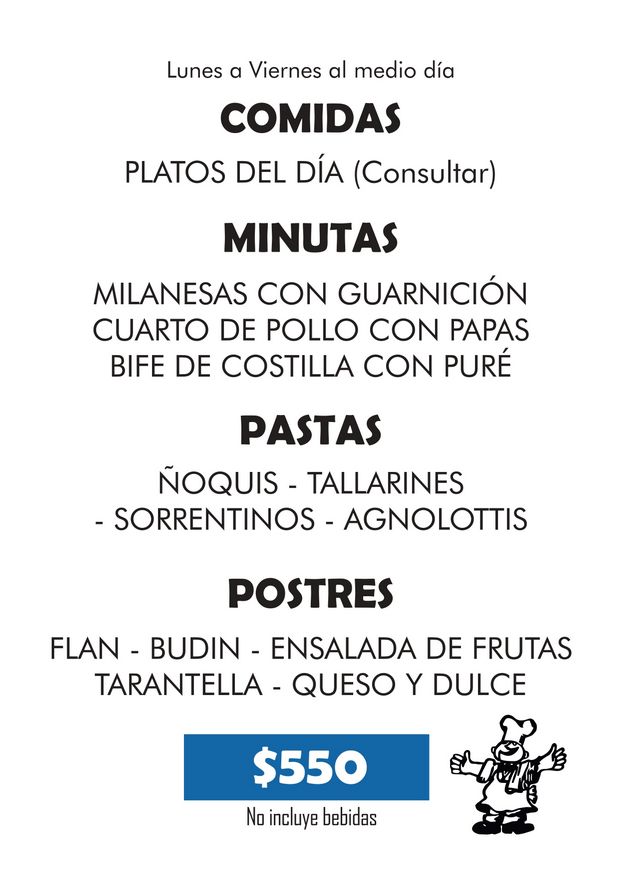 Lunes a Viernes al medio día
COMIDAS
PLATOS DEL DÍA (Consultar)
MINUTAS
MILANESAS CON GUARNICIÓN
CUARTO DE POLLO CON PAPAS
BIFE DE COSTILLA CON PURÉ
PASTAS
ÑOQUIS - TALLARINES
- SORRENTINOS - AGNOLOTTIS
POSTRES
FLAN - BUDIN - ENSALADA DE FRUTAS
TARANTELLA - QUESO Y DULCE
$550
No incluye bebidas